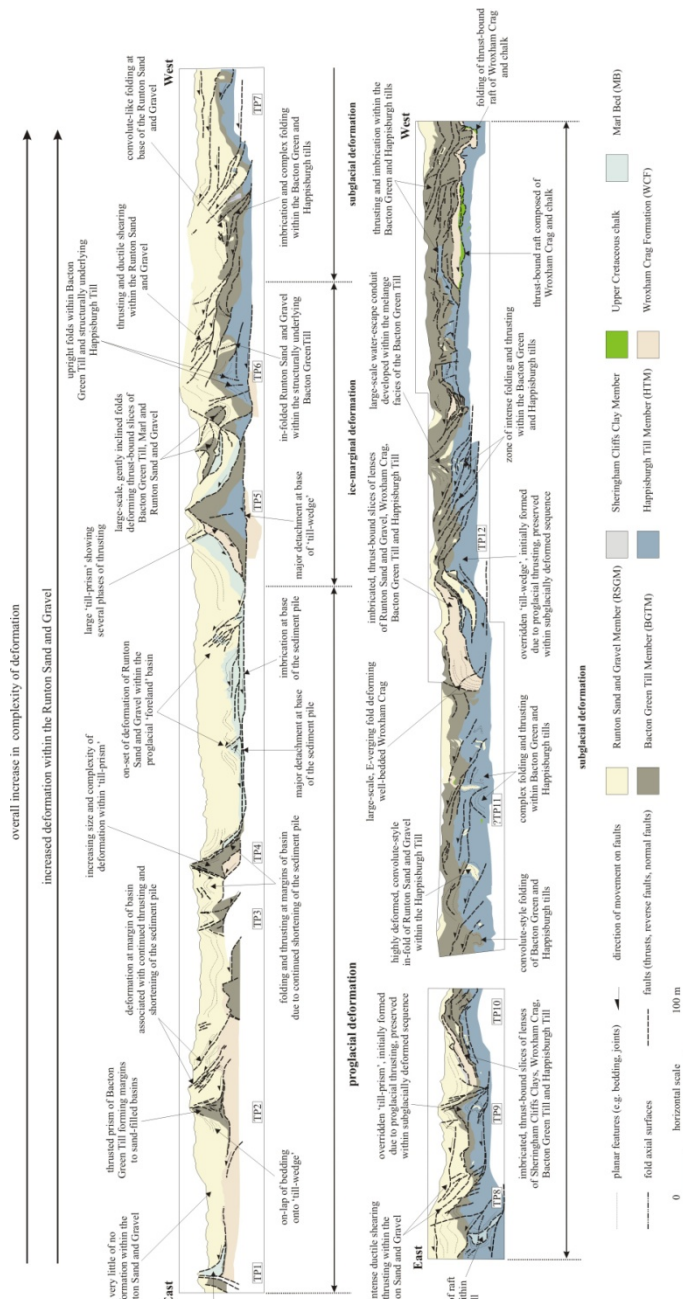 overall increase in complexity of deformation
increased deformation within the Runton Sand and Gravel
very little of no
ormation within the
ton Sand and Gravel
thrusted prism of Bacton
Green Till forming margins
to sand-filled basins
deformation at margin of basin
associated with continued thrusting and
shortening of the sediment pile
increasing size and complexity of
deformation within 'till-prism'
on-set of deformation of Runton
Sand and Gravel within the
proglacial 'foreland' basin
large 'till-prism' showing
several phases of thrusting
large-scale, gently inclined folds
deforming thrust-bound slices of
Bacton Green Till, Marl and
Runton Sand and Gravel
upright folds within Bacton
Green Till and structurally underlying
Happisburgh Till
thrusting and ductile shearing
within the Runton Sand
and Gravel
convolute-like folding at
base of the Runton Sand
and Gravel
East
West
TP1
TP2
TP3
TP4
TP5
TP6
TP7
on-lap of bedding
onto 'till-wedge'
folding and thrusting at margins of basin
due to continued shortening of the sediment pile
major detachment at base
of the sediment pile
imbrication at base
of the sediment pile
major detachment at base
of 'till-wedge'
in-folded Runton Sand and Gravel
within the structurally underlying
Bacton GreenTill
imbrication and complex folding
within the Bacton Green and
Happisburgh tills
proglacial deformation
ice-marginal deformation
subglacial deformation
ntense ductile shearing
thrusting within the
on Sand and Gravel
overridden 'till-prism', initially formed
due to proglacial thrusting, preserved
within subglacially deformed sequence
highly deformed, convolute-style
in-fold of Runton Sand and Gravel
within the Happisburgh Till
large-scale, E-verging fold deforming
well-bedded Wroxham Crag
imbricated, thrust-bound slices of lenses
of Runton Sand and Gravel, Wroxham Crag,
Bacton Green Till and Happisburgh Till
large-scale water-escape conduit
developed within the melange
facies of the Bacton Green Till
thrusting and imbrication within the
Bacton Green and Happisburgh tills
East
West
TP8
TP9
TP10
?TP11
TP12
of raft
ithin
ll
imbricated, thrust-bound slices of lenses
of Sheringham Cliffs Clays, Wroxham Crag,
Bacton Green Till and Happisburgh Till
convolute-style folding
of Bacton Green and
Happisburgh tills
complex folding and thrusting
within Bacton Green and
Happisburgh tills
overridden 'till-wedge', initially formed
due to proglacial thrusting, preserved
within subglacially deformed sequence
zone of intense folding and thrusting
within the Bacton Green
and Happisburgh tills
thrust-bound raft composed of
Wroxham Crag and chalk
folding of thrust-bound
raft of Wroxham Crag
and chalk
subglacial deformation
planar features (e.g. bedding, joints)
direction of movement on faults
Runton Sand and Gravel Member (RSGM)
Sheringham Cliffs Clay Member
Upper Cretaceous chalk
Marl Bed (MB)
fold axial surfaces
faults (thrusts, reverse faults, normal faults)
Bacton Green Till Member (BGTM)
Happisburgh Till Member (HTM)
Wroxham Crag Formation (WCF)
0
horizontal scale
100 m